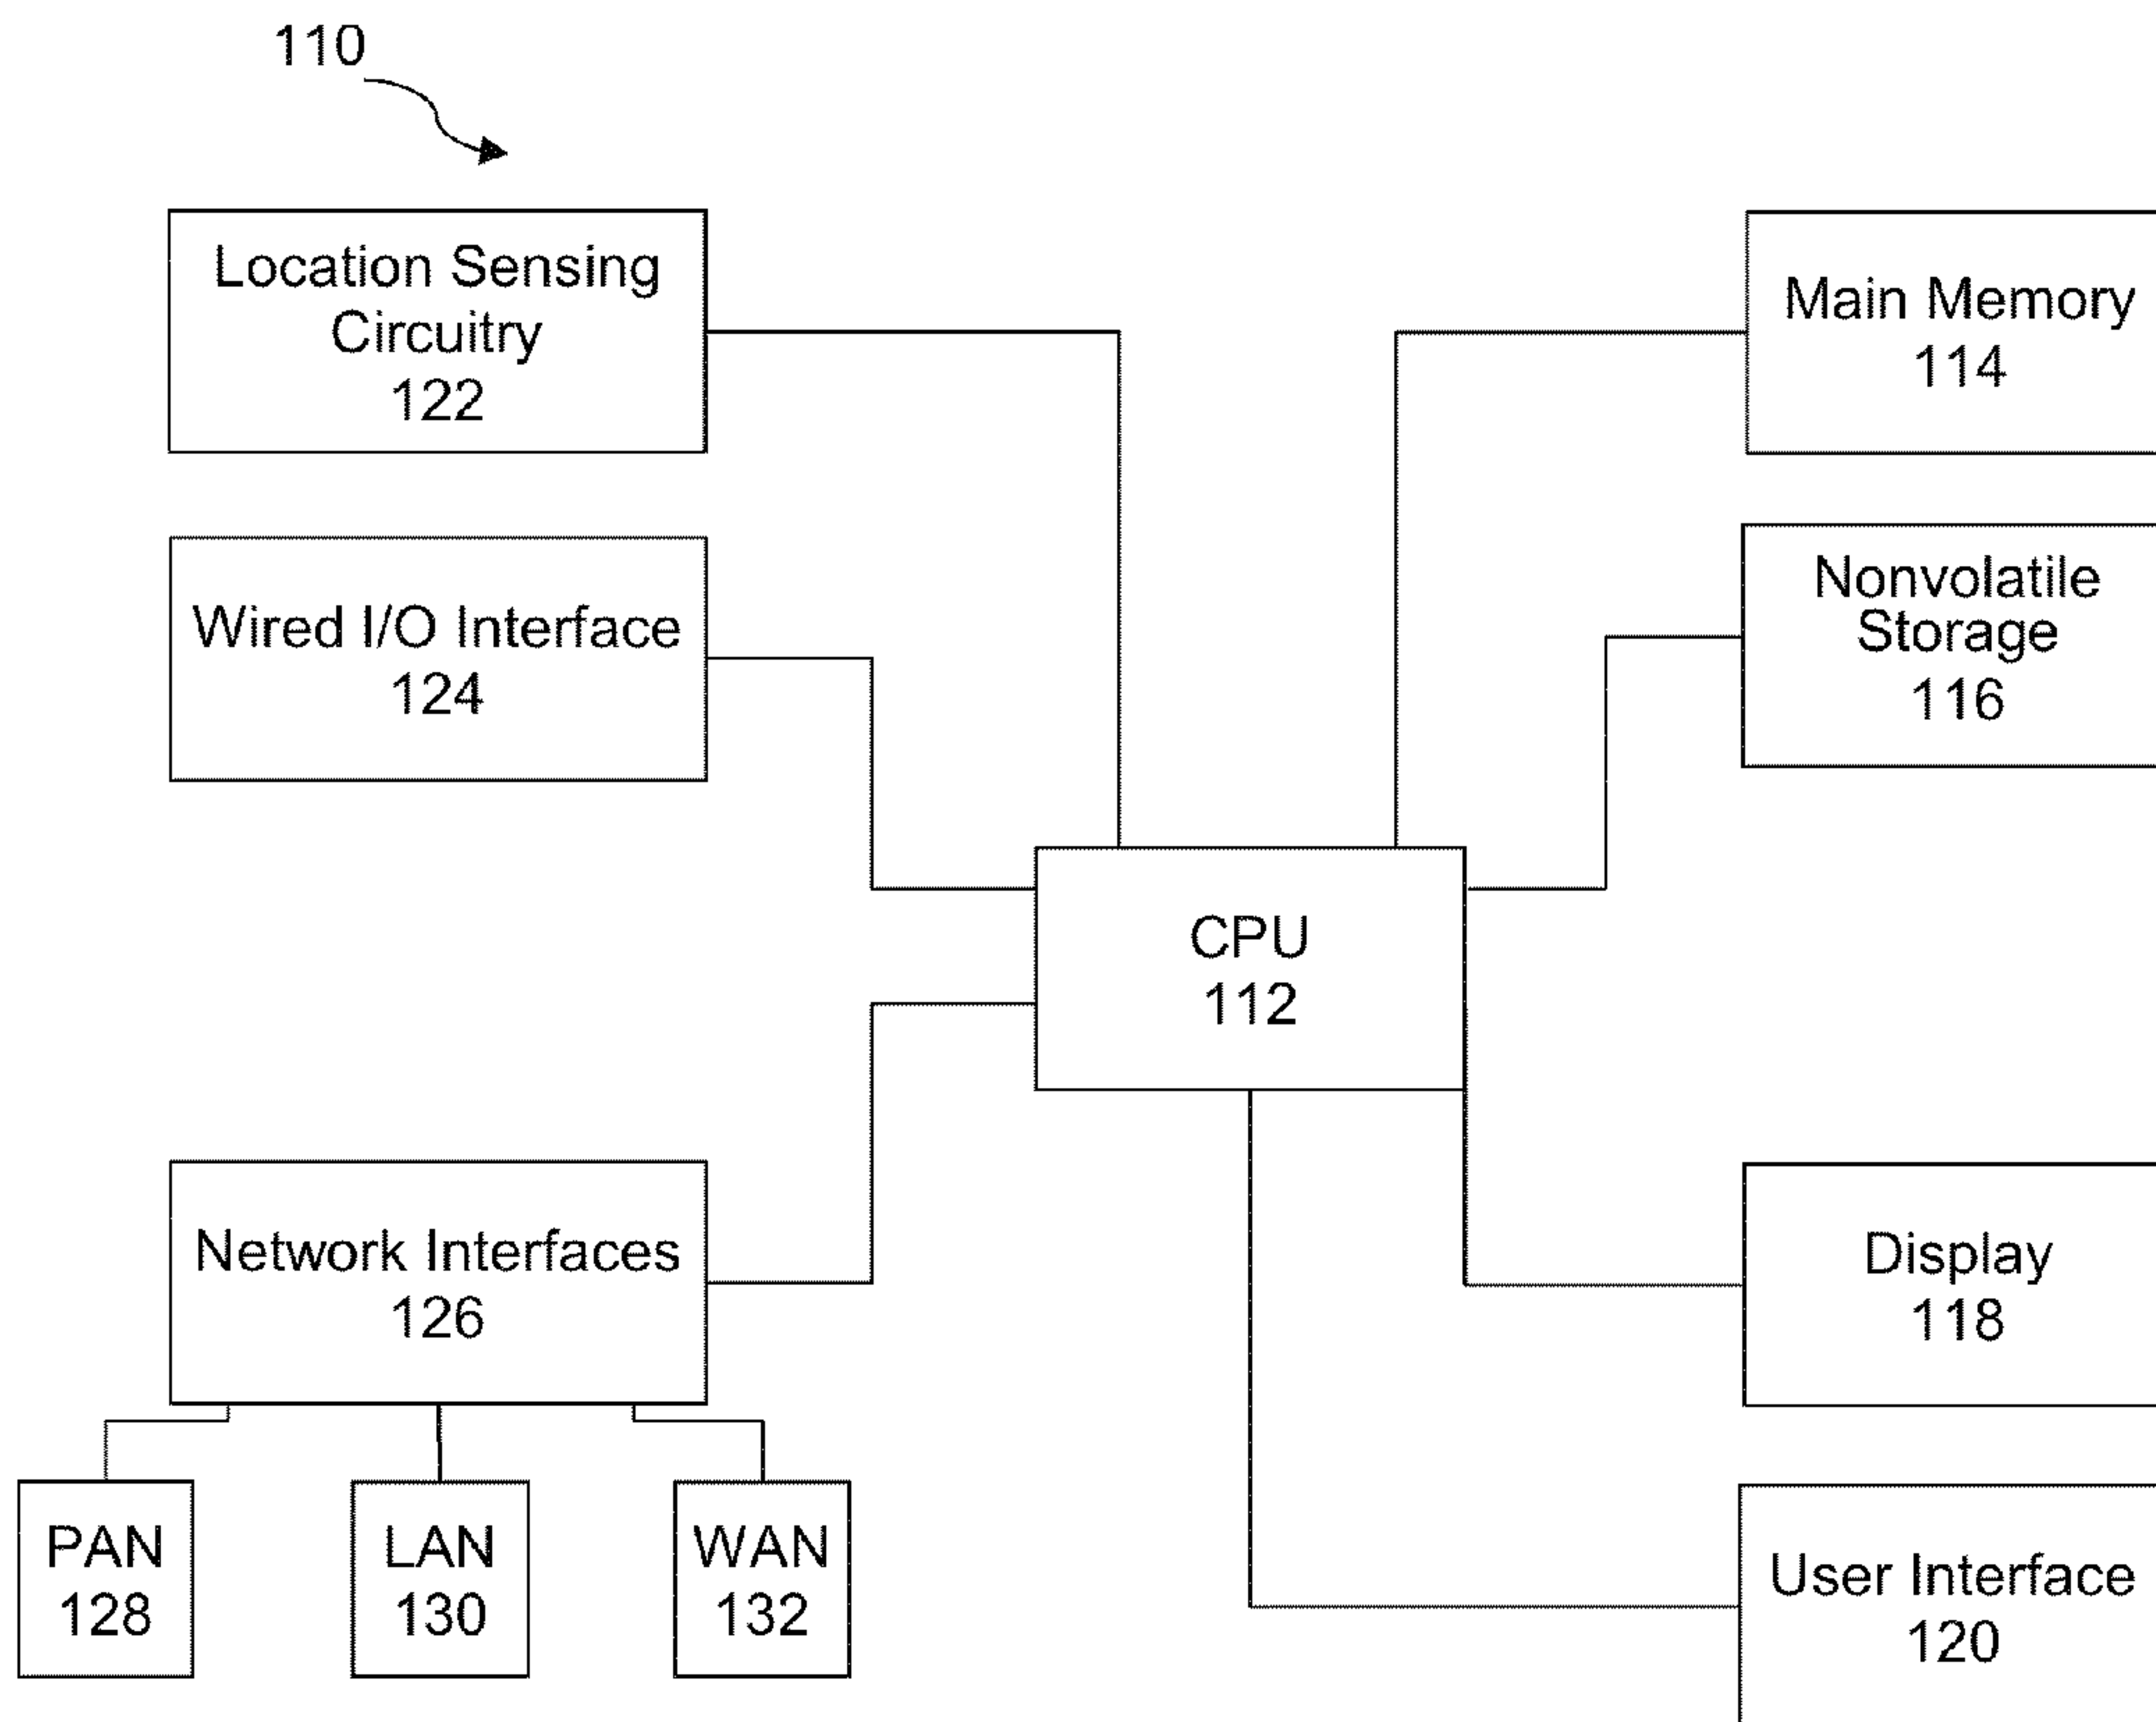 110
Location Sensing
Circuitry
122
Main Memory
114
Wired I/O Interface
124
Nonvolatile
Storage
116
CPU
112
Network Interfaces
126
Display
118
PAN
128
LAN
130
WAN
132
User Interface
120